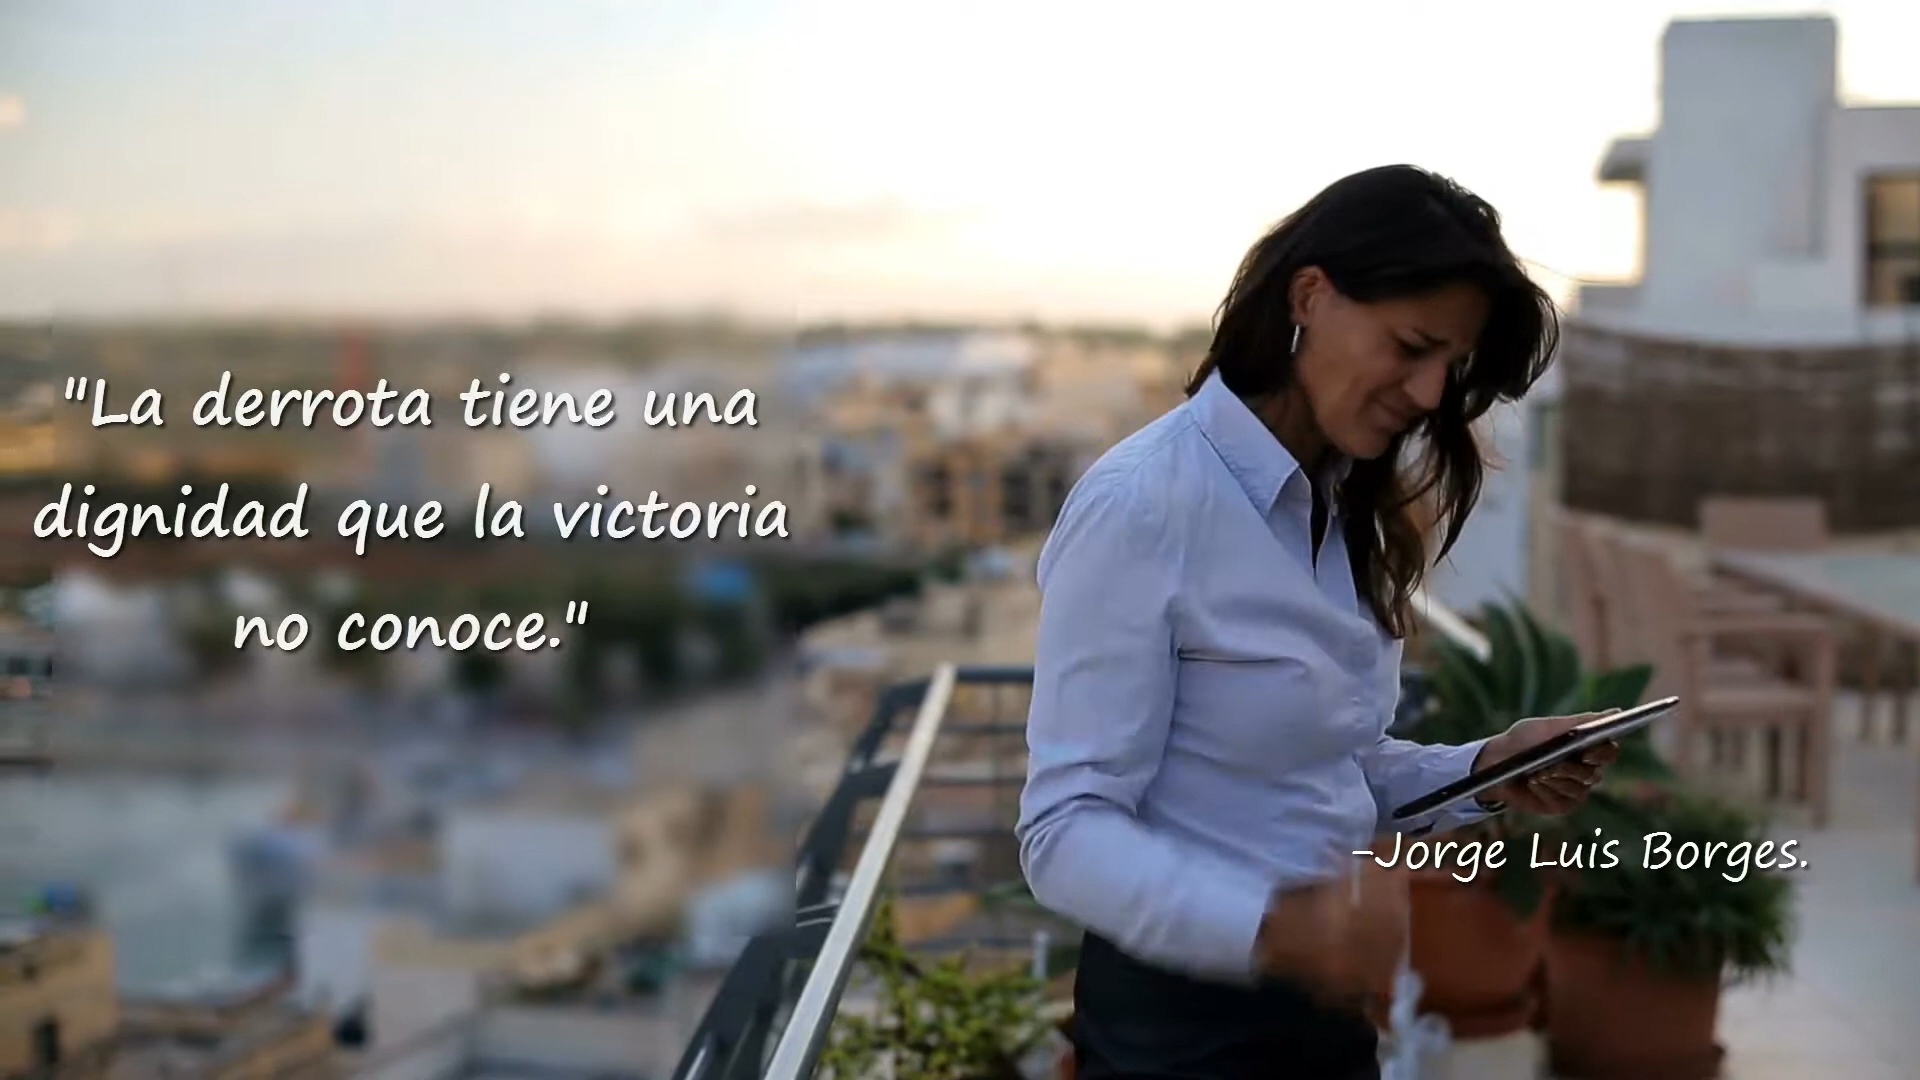 "La derrota tiene una
dignidad que la victoria
no conoce."
-Jorge Luis Borges.